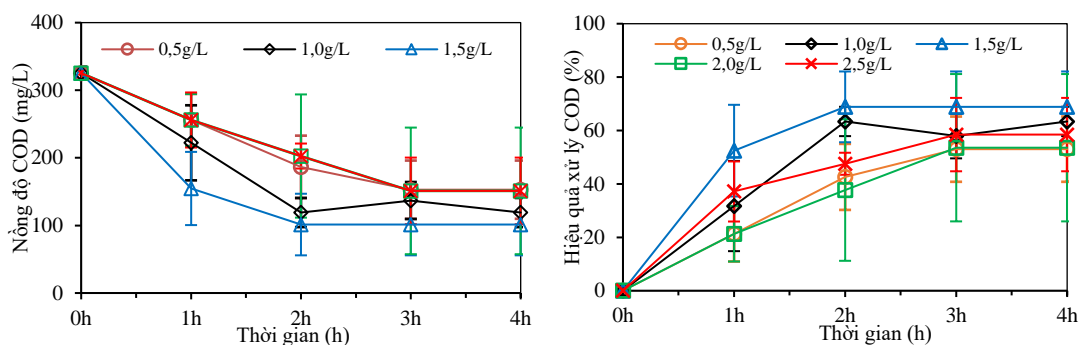 Nồng độ COD (mg/L)
400
300
200
100
0
0,5g/L 1,0g/L 1,5g/L
0h 1h 2h 3h 4h
Thời gian (h)
Hiệu quả xử lý COD (%)
100
80
60
40
20
0
0,5g/L 1,0g/L 1,5g/L
2,0g/L 2,5g/L
0h 1h 2h 3h 4h
Thời gian (h)